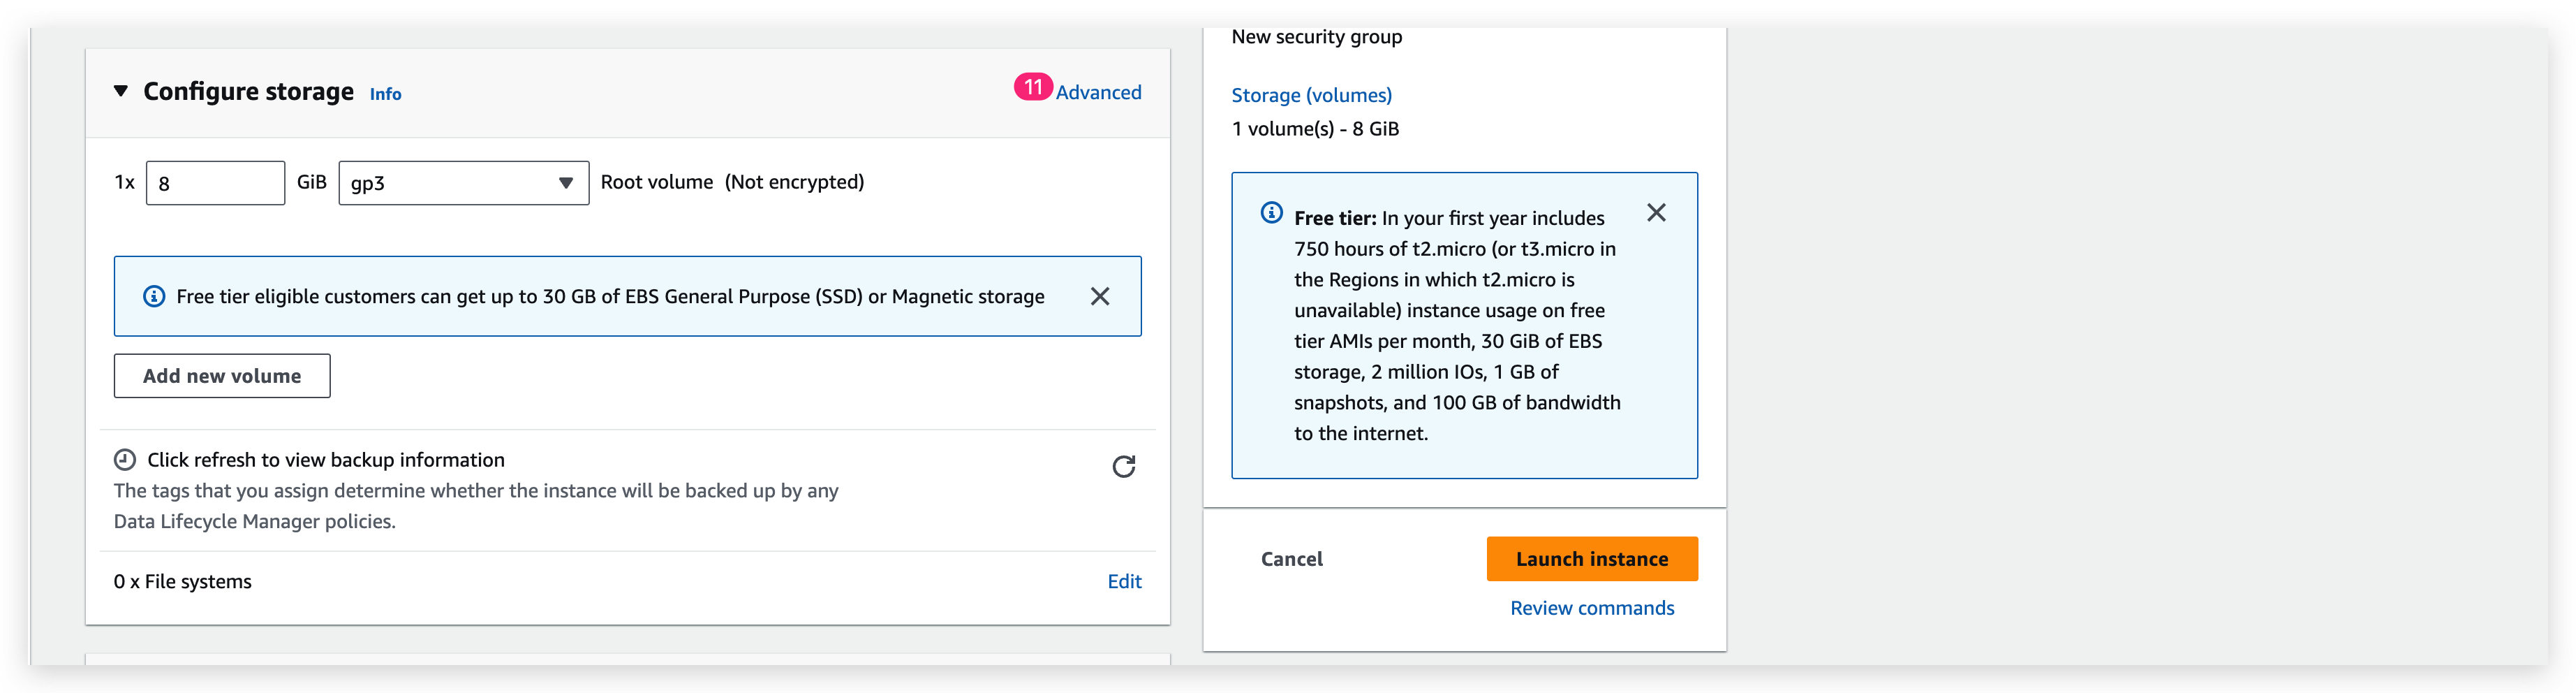 Configure storage Info
11 Advanced
1x 8 GiB gp3 Root volume (Not encrypted)
Free tier eligible customers can get up to 30 GB of EBS General Purpose (SSD) or Magnetic storage
Add new volume
Click refresh to view backup information
The tags that you assign determine whether the instance will be backed up by any
Data Lifecycle Manager policies.
0 x File systems
Edit
New security group
Storage (volumes)
1 volume(s) - 8 GiB
Free tier: In your first year includes
750 hours of t2.micro (or t3.micro in
the Regions in which t2.micro is
unavailable) instance usage on free
tier AMIs per month, 30 GiB of EBS
storage, 2 million IOs, 1 GB of
snapshots, and 100 GB of bandwidth
to the internet.
Cancel
Launch instance
Review commands